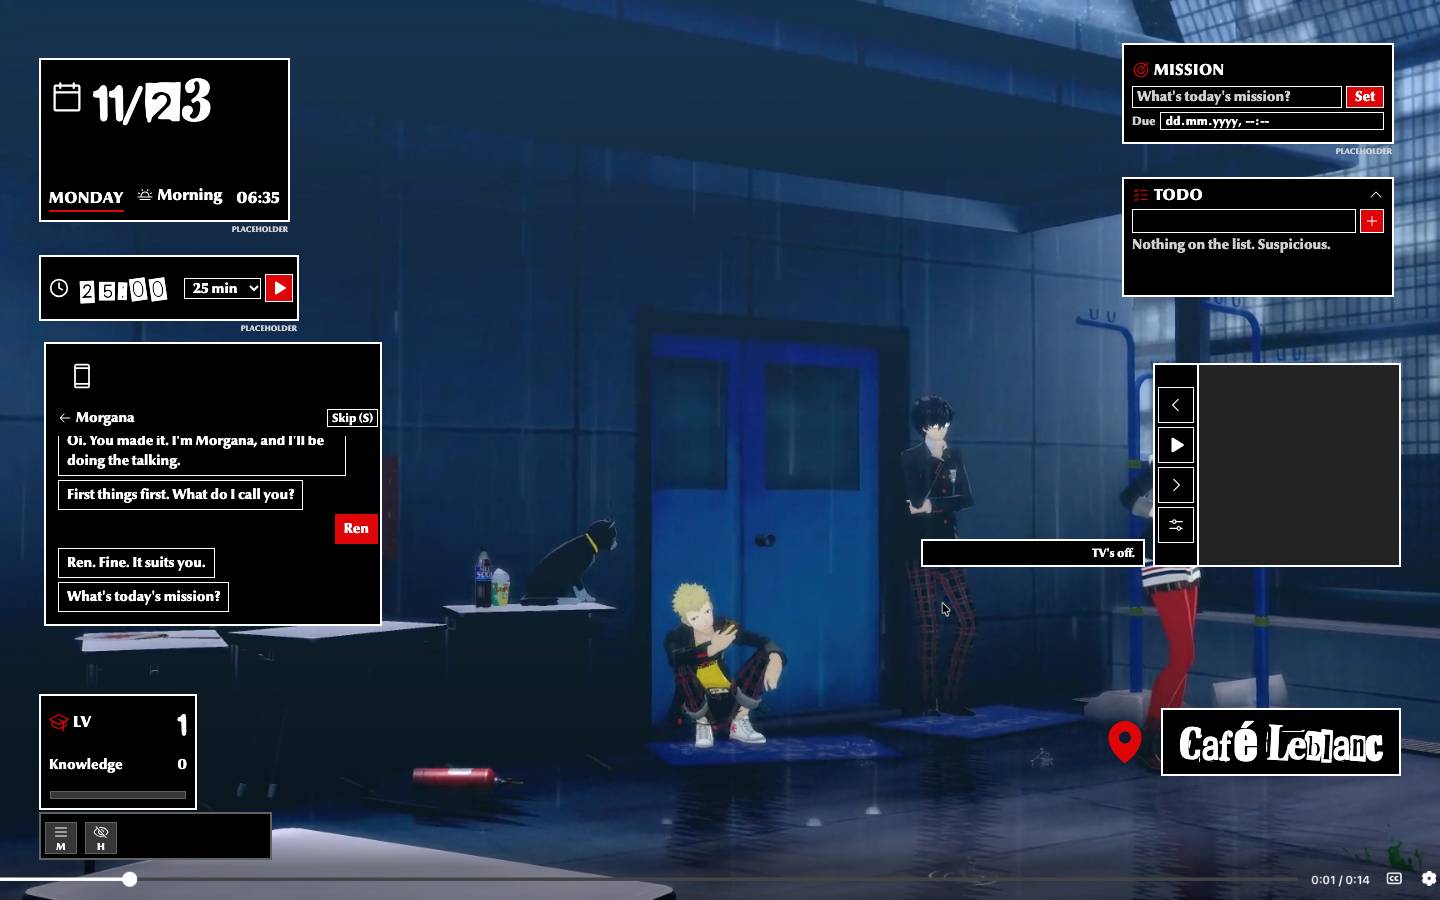 11/23
MONDAY Morning 06:35
PLACEHOLDER
25:00 25 min
PLACEHOLDER
Morgana Skip (S)
Oi. You made it. I'm Morgana, and I'll be
doing the talking.
First things first. What do I call you?
Ren
Ren. Fine. It suits you.
What's today's mission?
LV 1
Knowledge 0
M H
MISSION
What's today's mission? Set
Due dd.mm.yyyy, --:--
PLACEHOLDER
TODO
Nothing on the list. Suspicious.
TV's off.
Café Leblanc
0:01 / 0:14 CC